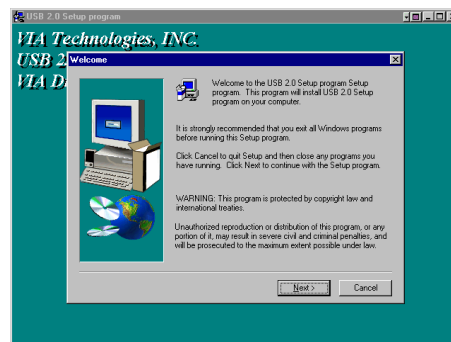 USB 2.0 Setup program
VIA Technologies, INC.
USB 2
VIA D
Welcome
Welcome to the USB 2.0 Setup program Setup
program. This program will install USB 2.0 Setup
program on your computer.
It is strongly recommended that you exit all Windows programs
before running this Setup program.
Click Cancel to quit Setup and then close any programs you
have running. Click Next to continue with the Setup program.
WARNING: This program is protected by copyright law and
international treaties.
Unauthorized reproduction or distribution of this program, or any
portion of it, may result in severe civil and criminal penalties, and
will be prosecuted to the maximum extent possible under law.
Next >
Cancel